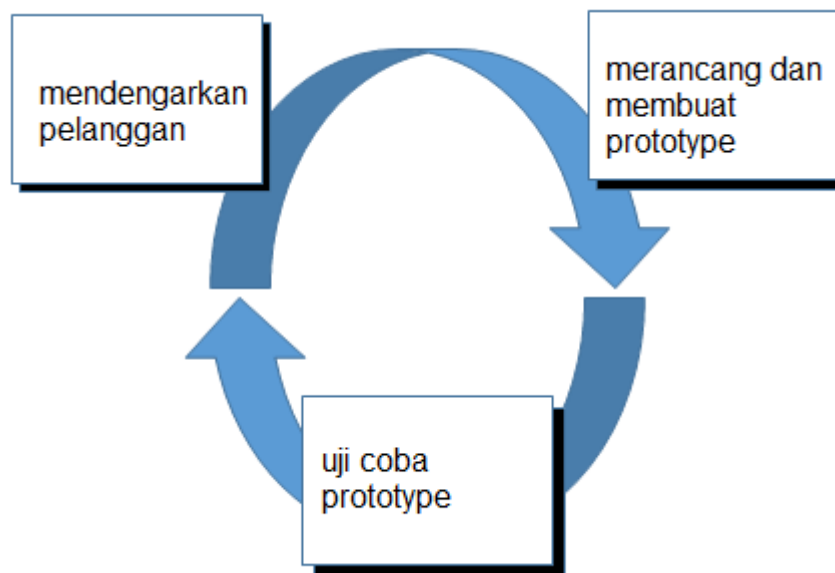 mendengarkan
pelanggan
merancang dan
membuat
prototype
uji coba
prototype